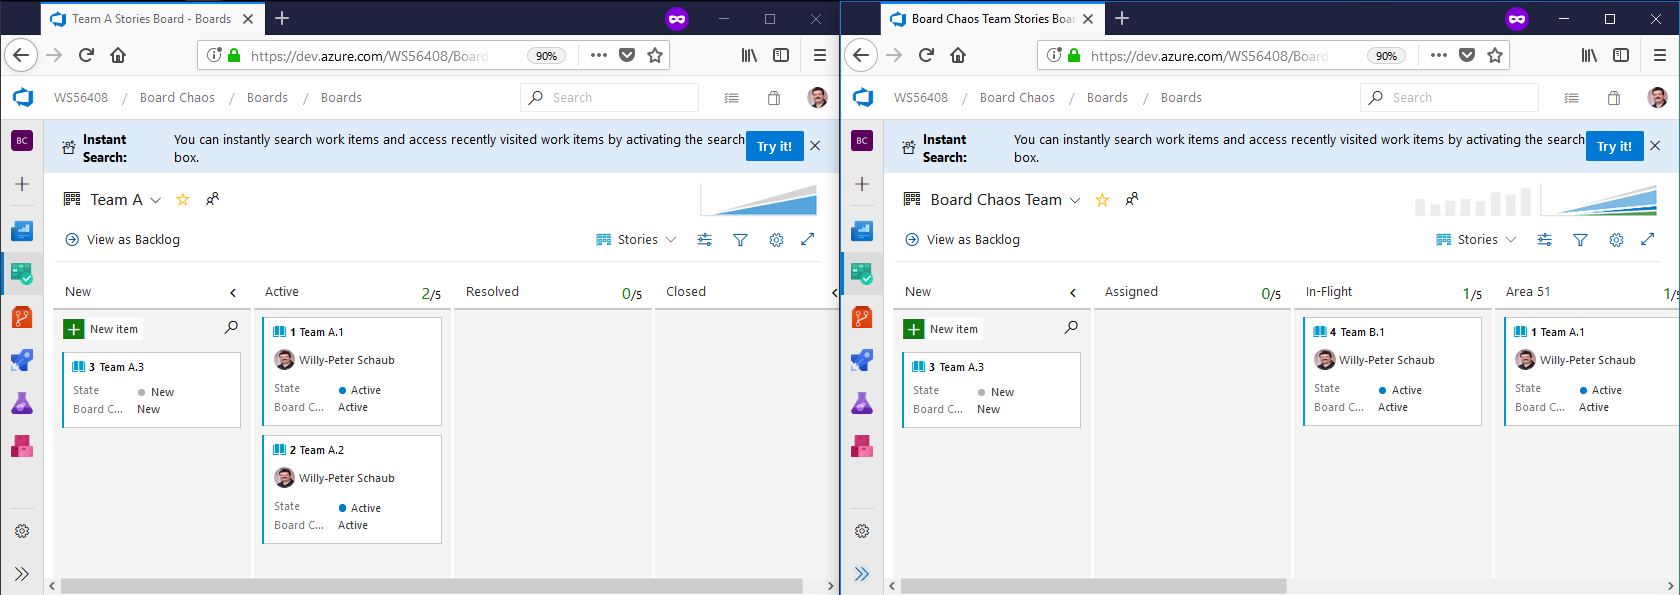 Team A Stories Board - Boards
https://dev.azure.com/WS56408/Board
90%
WS56408 / Board Chaos / Boards / Boards
Search
BC
Instant Search:
You can instantly search work items and access recently visited work items by activating the search box.
Try it!
Team A
View as Backlog
Stories
New
Active
2/5
Resolved
0/5
Closed
New item
3 Team A.3
State New
Board C... New
1 Team A.1
Willy-Peter Schaub
State Active
Board C... Active
2 Team A.2
Willy-Peter Schaub
State Active
Board C... Active
Board Chaos Team Stories Boar
https://dev.azure.com/WS56408/Board
90%
WS56408 / Board Chaos / Boards / Boards
Search
BC
Instant Search:
You can instantly search work items and access recently visited work items by activating the search box.
Try it!
Board Chaos Team
View as Backlog
Stories
New
Assigned
0/5
In-Flight
1/5
Area 51
1/5
New item
3 Team A.3
State New
Board C... New
4 Team B.1
Willy-Peter Schaub
State Active
Board C... Active
1 Team A.1
Willy-Peter Schaub
State Active
Board C... Active